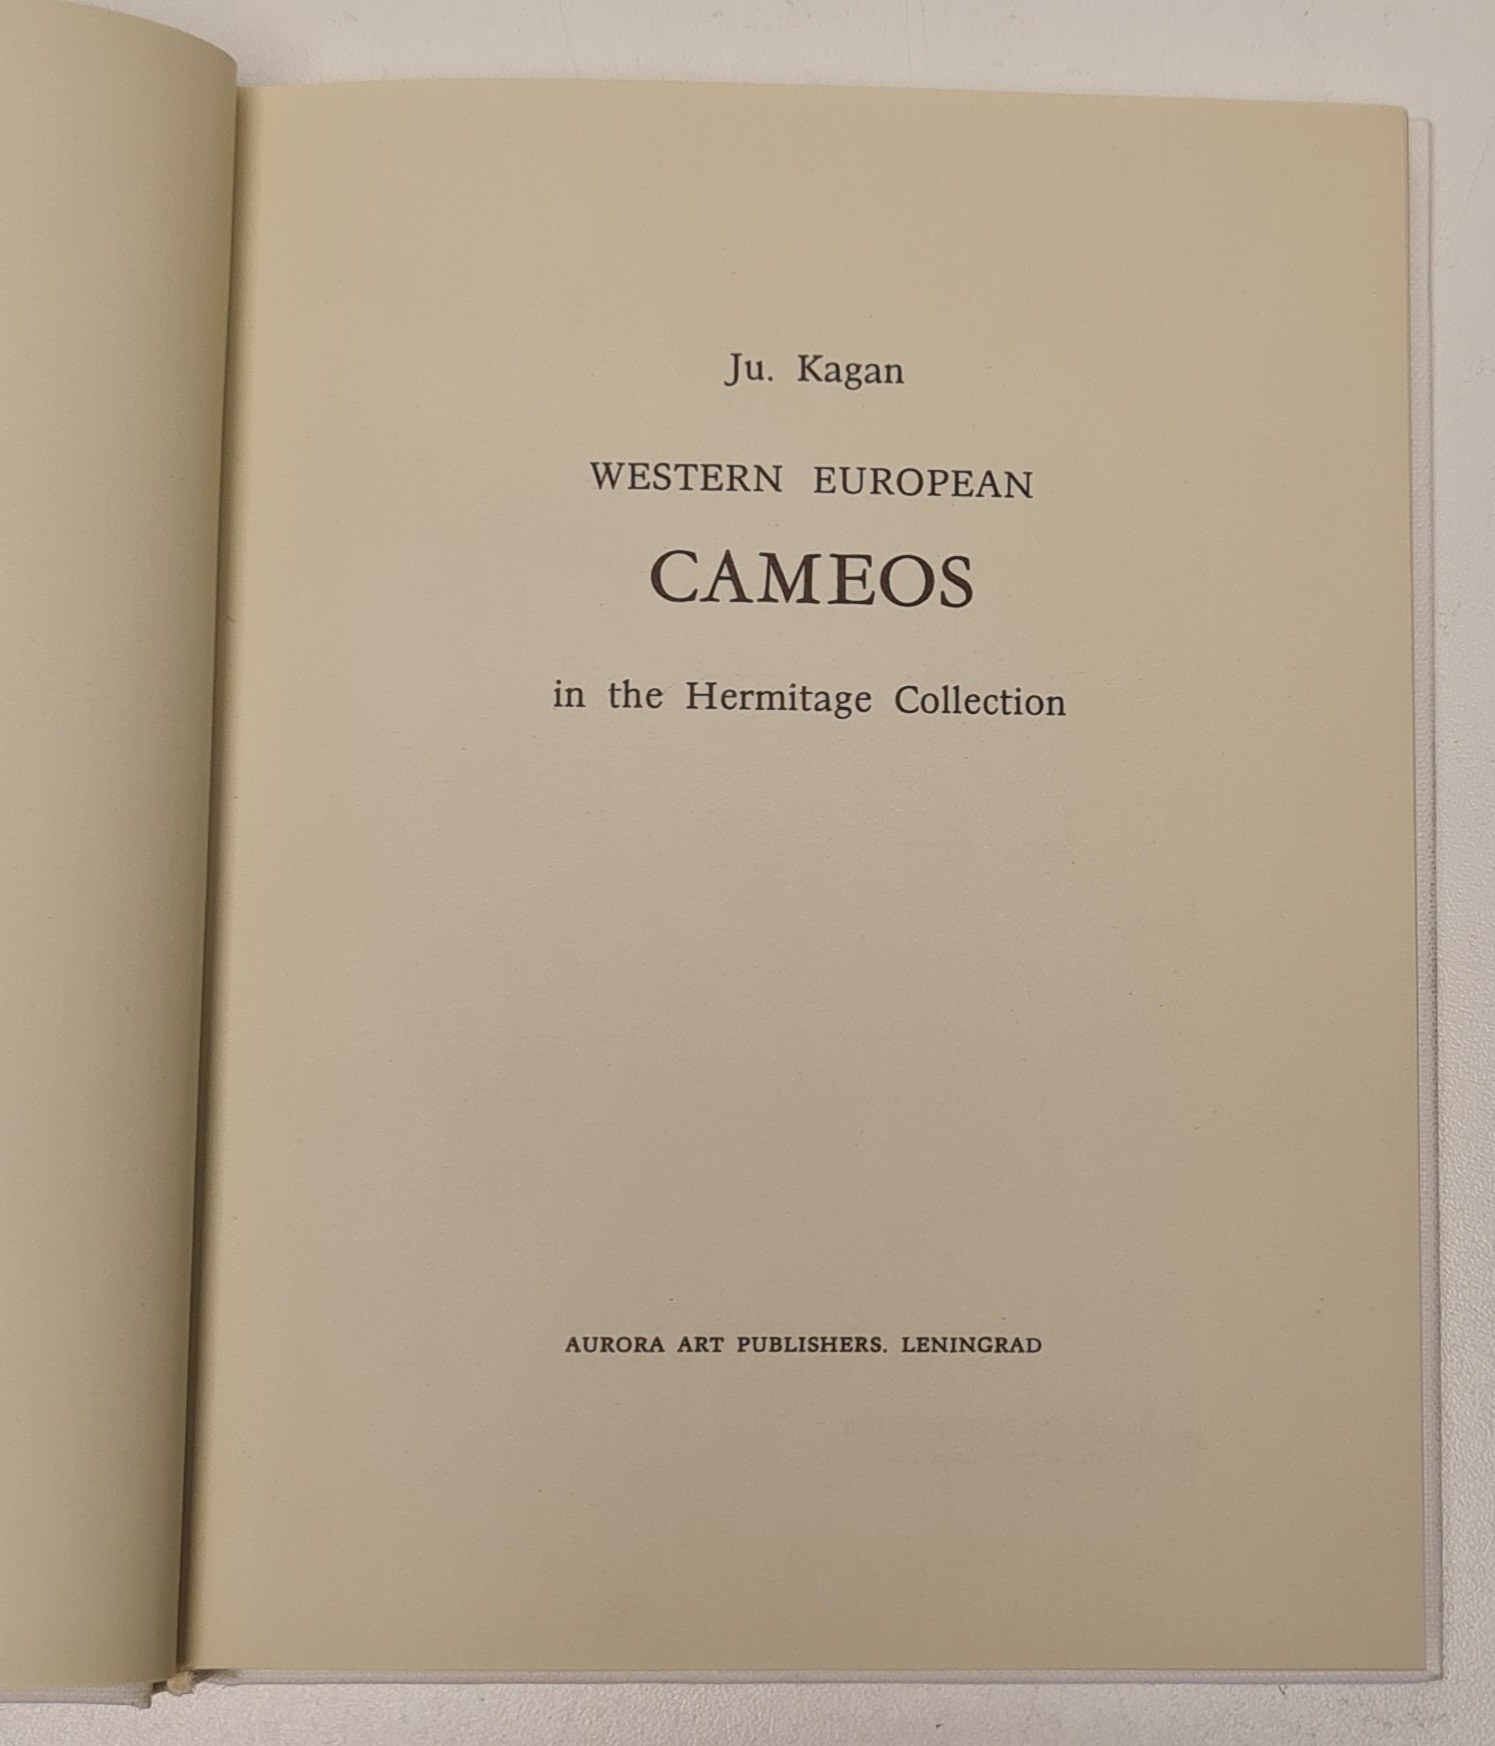 Ju. Kagan
WESTERN EUROPEAN
CAMEOS
in the Hermitage Collection
AURORA ART PUBLISHERS. LENINGRAD